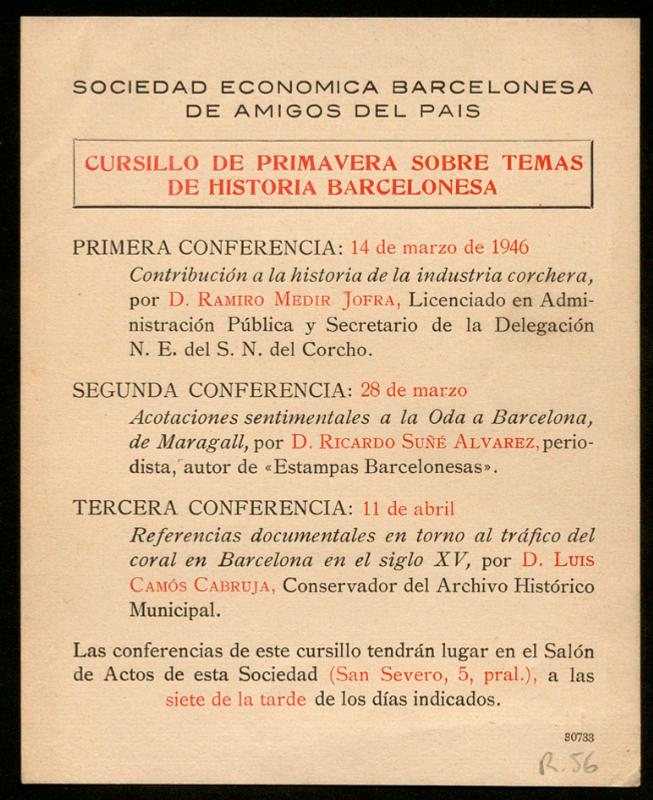 SOCIEDAD ECONOMICA BARCELONESA
DE AMIGOS DEL PAIS
CURSILLO DE PRIMAVERA SOBRE TEMAS
DE HISTORIA BARCELONESA
PRIMERA CONFERENCIA: 14 de marzo de 1946
Contribución a la historia de la industria corchera,
por D. RAMIRO MEDIR JOFRA, Licenciado en Admi-
nistración Pública y Secretario de la Delegación
N. E. del S. N. del Corcho.
SEGUNDA CONFERENCIA: 28 de marzo
Acotaciones sentimentales a la Oda a Barcelona,
de Maragall, por D. RICARDO SUÑÉ ALVAREZ, perio-
dista, autor de «Estampas Barcelonesas».
TERCERA CONFERENCIA: 11 de abril
Referencias documentales en torno al tráfico del
coral en Barcelona en el siglo XV, por D. LUIS
CAMÓS CABRUJA, Conservador del Archivo Histórico
Municipal.
Las conferencias de este cursillo tendrán lugar en el Salón
de Actos de esta Sociedad (San Severo, 5, pral.), a las
siete de la tarde de los días indicados.
80733
R. 56